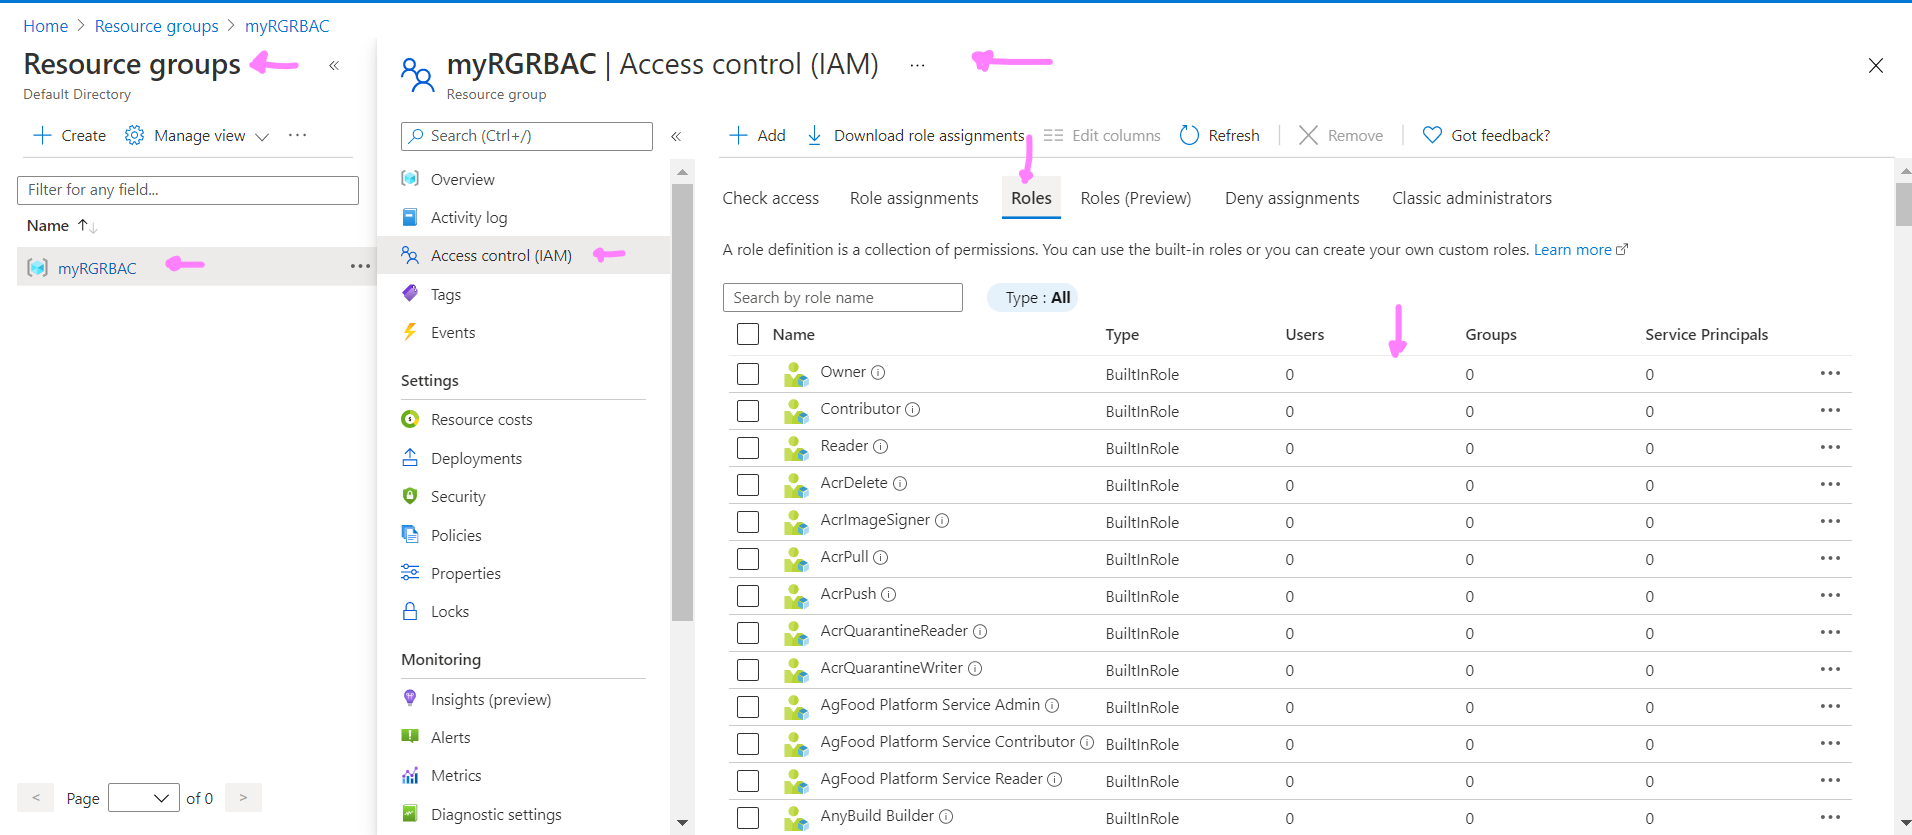 Home > Resource groups > myRGRBAC
Resource groups «
Default Directory
+ Create Manage view ...
Filter for any field...
Name ↑↓
myRGRBAC ...
< Page of 0 >
myRGRBAC | Access control (IAM) ...
Resource group
Search (Ctrl+/) «
Overview
Activity log
Access control (IAM)
Tags
Events
Settings
Resource costs
Deployments
Security
Policies
Properties
Locks
Monitoring
Insights (preview)
Alerts
Metrics
Diagnostic settings
+ Add Download role assignments Edit columns Refresh Remove Got feedback?
Check access Role assignments Roles Roles (Preview) Deny assignments Classic administrators
A role definition is a collection of permissions. You can use the built-in roles or you can create your own custom roles. Learn more
Search by role name Type : All
Name Type Users Groups Service Principals
Owner BuiltInRole 0 0 0 ...
Contributor BuiltInRole 0 0 0 ...
Reader BuiltInRole 0 0 0 ...
AcrDelete BuiltInRole 0 0 0 ...
AcrImageSigner BuiltInRole 0 0 0 ...
AcrPull BuiltInRole 0 0 0 ...
AcrPush BuiltInRole 0 0 0 ...
AcrQuarantineReader BuiltInRole 0 0 0 ...
AcrQuarantineWriter BuiltInRole 0 0 0 ...
AgFood Platform Service Admin BuiltInRole 0 0 0 ...
AgFood Platform Service Contributor BuiltInRole 0 0 0 ...
AgFood Platform Service Reader BuiltInRole 0 0 0 ...
AnyBuild Builder BuiltInRole 0 0 0 ...